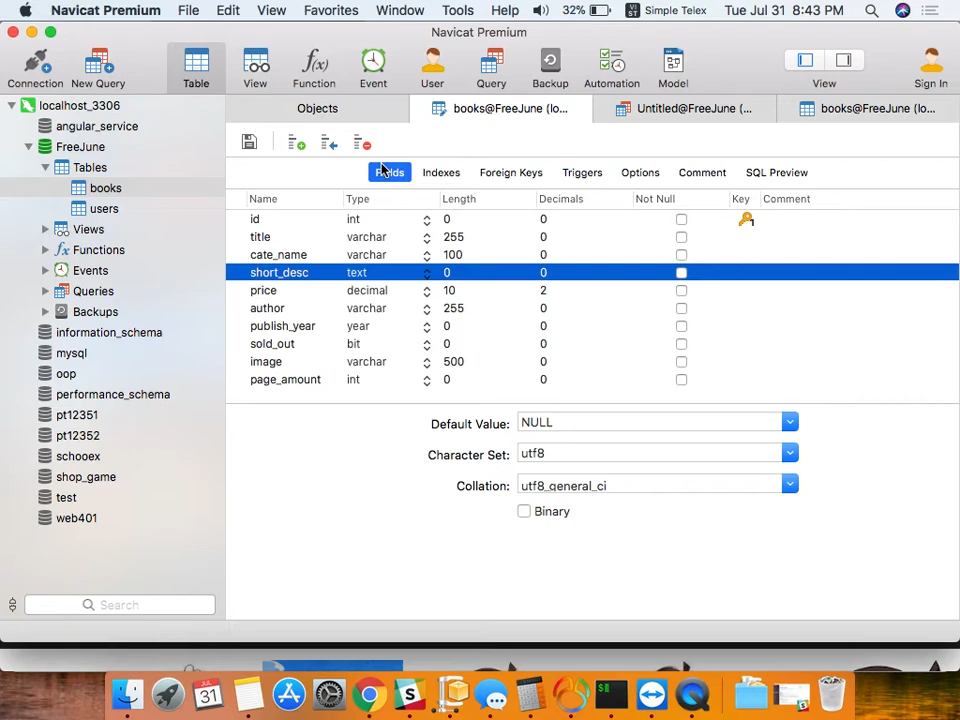 Navicat Premium File Edit View Favorites Window Tools Help 32% VI ST Simple Telex Tue Jul 31 8:43 PM
Navicat Premium
Connection New Query Table View Function Event User Query Backup Automation Model View Sign In
Objects books@FreeJune (lo... Untitled@FreeJune (... books@FreeJune (lo...
Fields Indexes Foreign Keys Triggers Options Comment SQL Preview
Name Type Length Decimals Not Null Key Comment
id int 0 0 1
title varchar 255 0
cate_name varchar 100 0
short_desc text 0 0
price decimal 10 2
author varchar 255 0
publish_year year 0 0
sold_out bit 0 0
image varchar 500 0
page_amount int 0 0
Default Value: NULL
Character Set: utf8
Collation: utf8_general_ci
Binary
localhost_3306
angular_service
FreeJune
Tables
books
users
Views
fx Functions
Events
Queries
Backups
information_schema
mysql
oop
performance_schema
pt12351
pt12352
schooex
shop_game
test
web401
Search
JUL
31